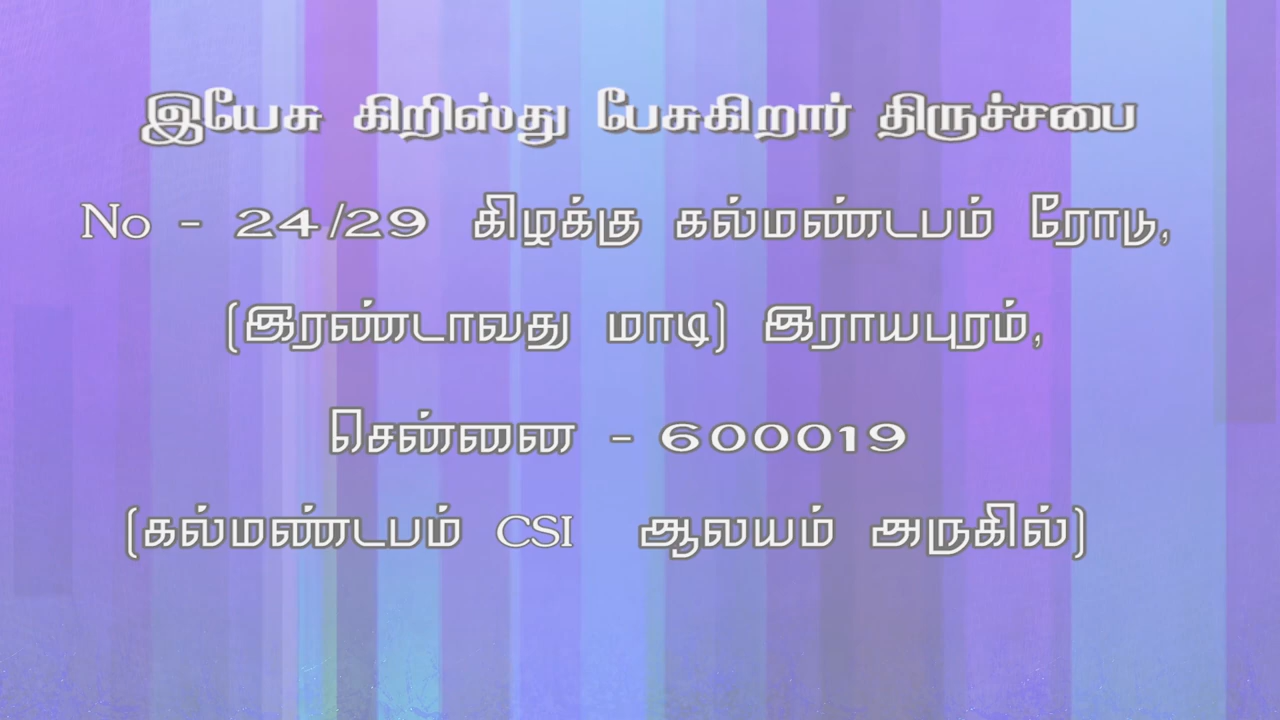 இயேசு கிறிஸ்து பேசுகிறார் திருச்சபை
No - 24/29 கிழக்கு கல்மண்டபம் ரோடு,
(இரண்டாவது மாடி) இராயபுரம்,
சென்னை - 600019
(கல்மண்டபம் CSI ஆலயம் அருகில்)